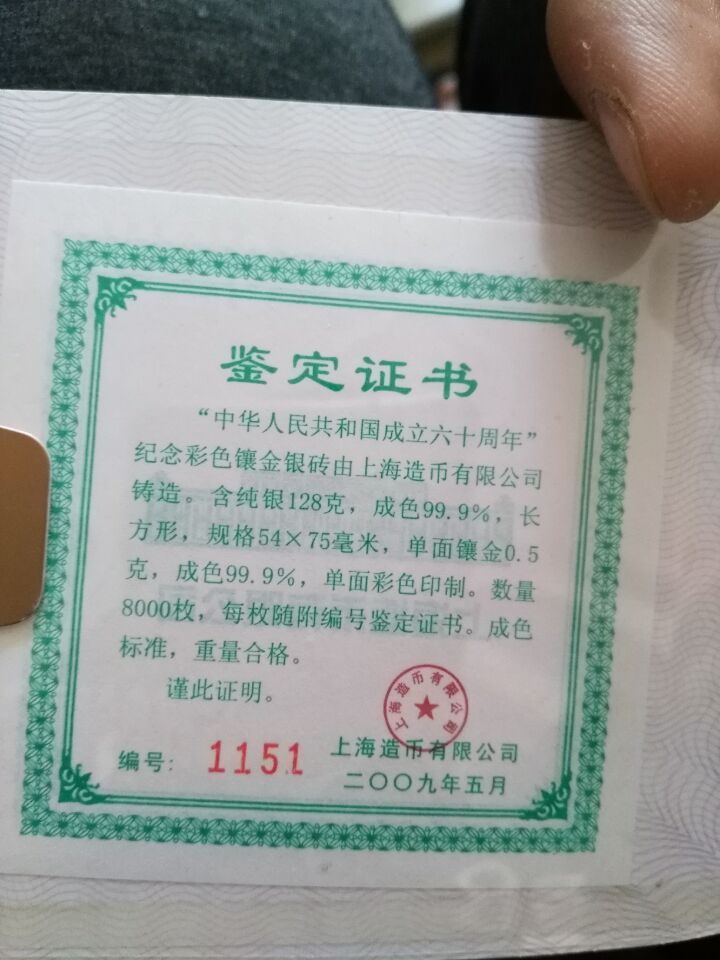 鉴定证书
“中华人民共和国成立六十周年”
纪念彩色镶金银砖由上海造币有限公司
铸造。含纯银128克，成色99.9%，长
方形，规格54×75毫米，单面镶金0.5
克，成色99.9%，单面彩色印制。数量
8000枚，每枚随附编号鉴定证书。成色
标准，重量合格。
谨此证明。
上海造币有限公司
编号：1151
上海造币有限公司
二〇〇九年五月